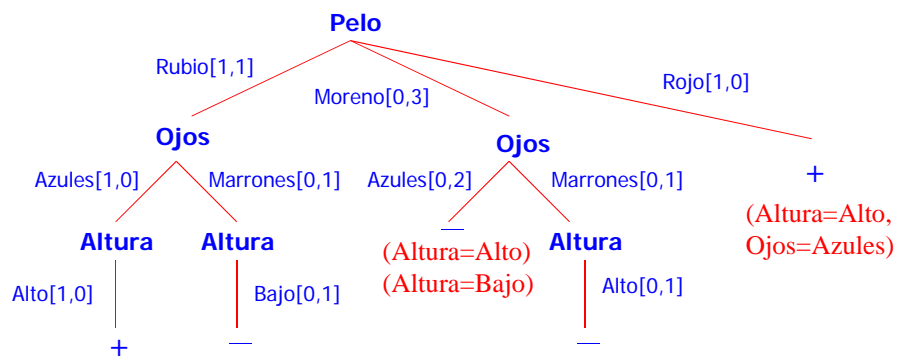 Pelo
Rubio[1,1]
Moreno[0,3]
Rojo[1,0]
Ojos
Ojos
+
Azules[1,0]
Marrones[0,1]
Azules[0,2]
Marrones[0,1]
(Altura=Alto,
Ojos=Azules)
Altura
Altura
—
(Altura=Alto)
(Altura=Bajo)
Altura
Alto[1,0]
Bajo[0,1]
Alto[0,1]
+
—
—